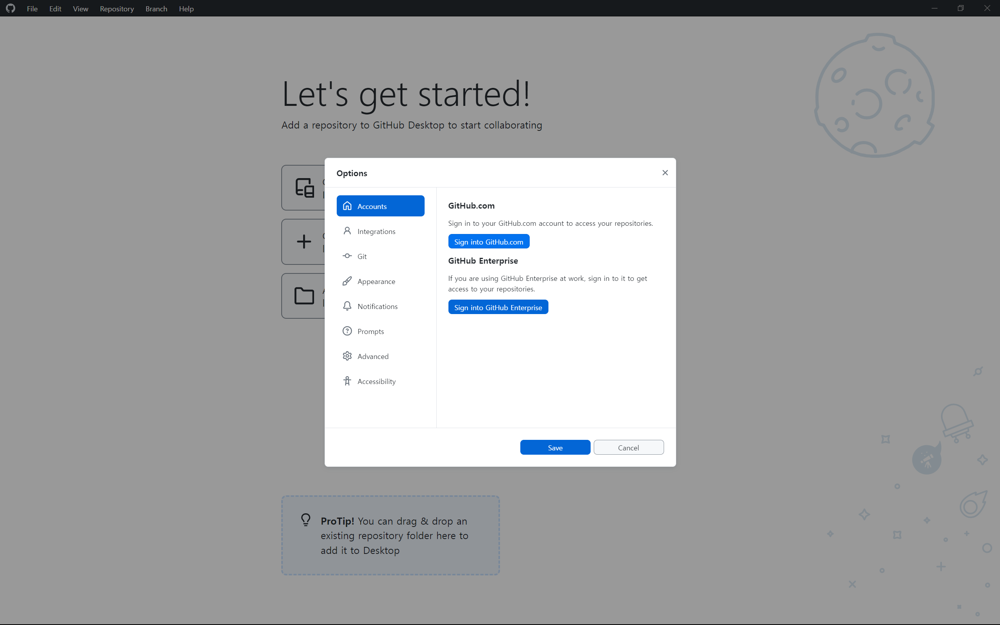 File Edit View Repository Branch Help
Let's get started!
Add a repository to GitHub Desktop to start collaborating
Options
Accounts
Integrations
Git
Appearance
Notifications
Prompts
Advanced
Accessibility
GitHub.com
Sign in to your GitHub.com account to access your repositories.
Sign into GitHub.com
GitHub Enterprise
If you are using GitHub Enterprise at work, sign in to it to get
access to your repositories.
Sign into GitHub Enterprise
Save
Cancel
ProTip! You can drag & drop an
existing repository folder here to
add it to Desktop